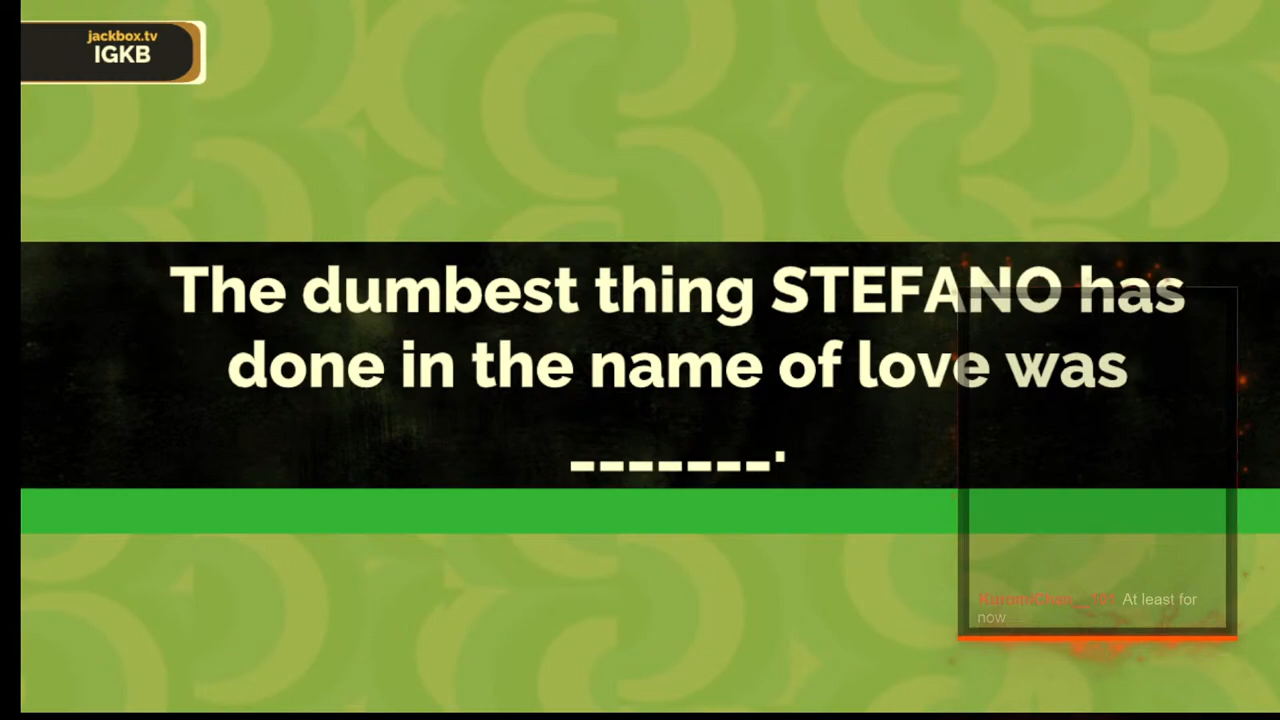 jackbox.tv
IGKB
The dumbest thing STEFANO has
done in the name of love was
_______.
At least for
now